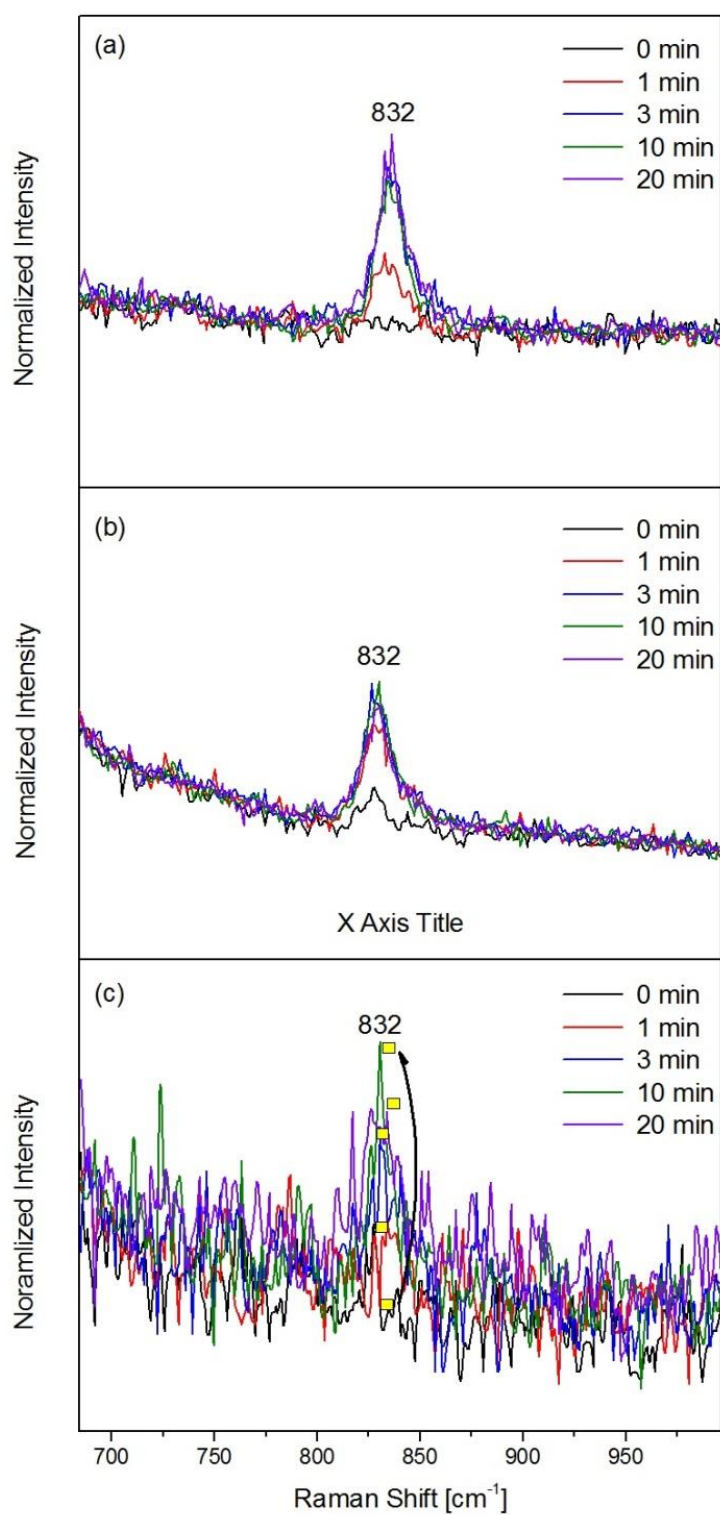 (a)
0 min
1 min
3 min
10 min
20 min
832
Normalized Intensity
(b)
0 min
1 min
3 min
10 min
20 min
832
Normalized Intensity
X Axis Title
(c)
0 min
1 min
3 min
10 min
20 min
832
Noramlized Intensity
700 750 800 850 900 950
Raman Shift [cm⁻¹]